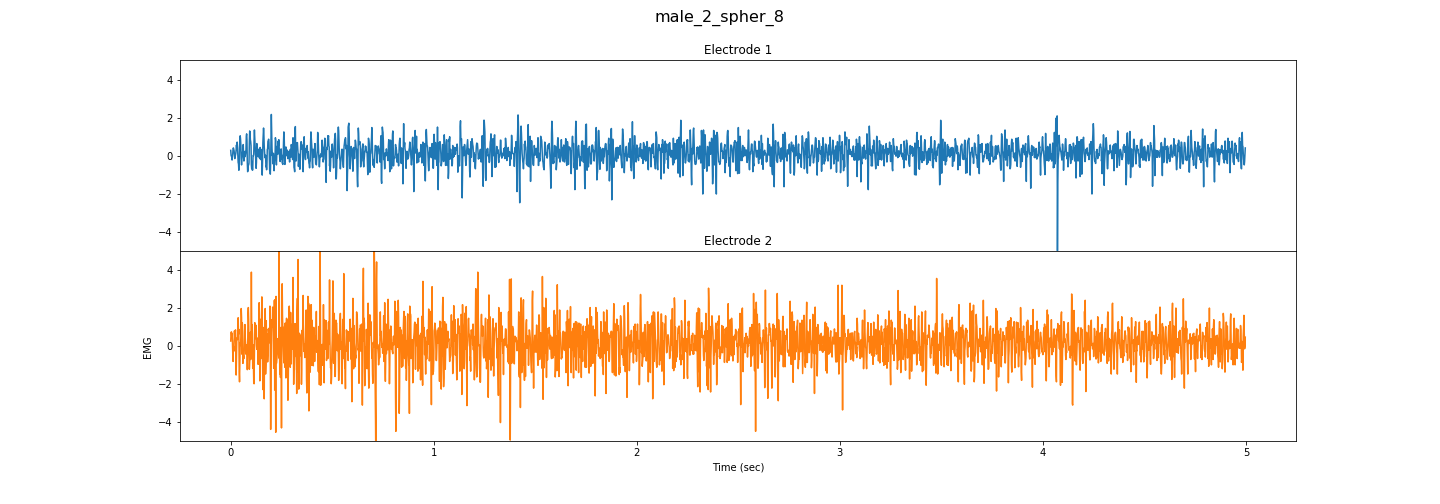 male_2_spher_8
Electrode 1
4
2
0
−2
−4
Electrode 2
4
2
0
−2
−4
EMG
0 1 2 3 4 5
Time (sec)